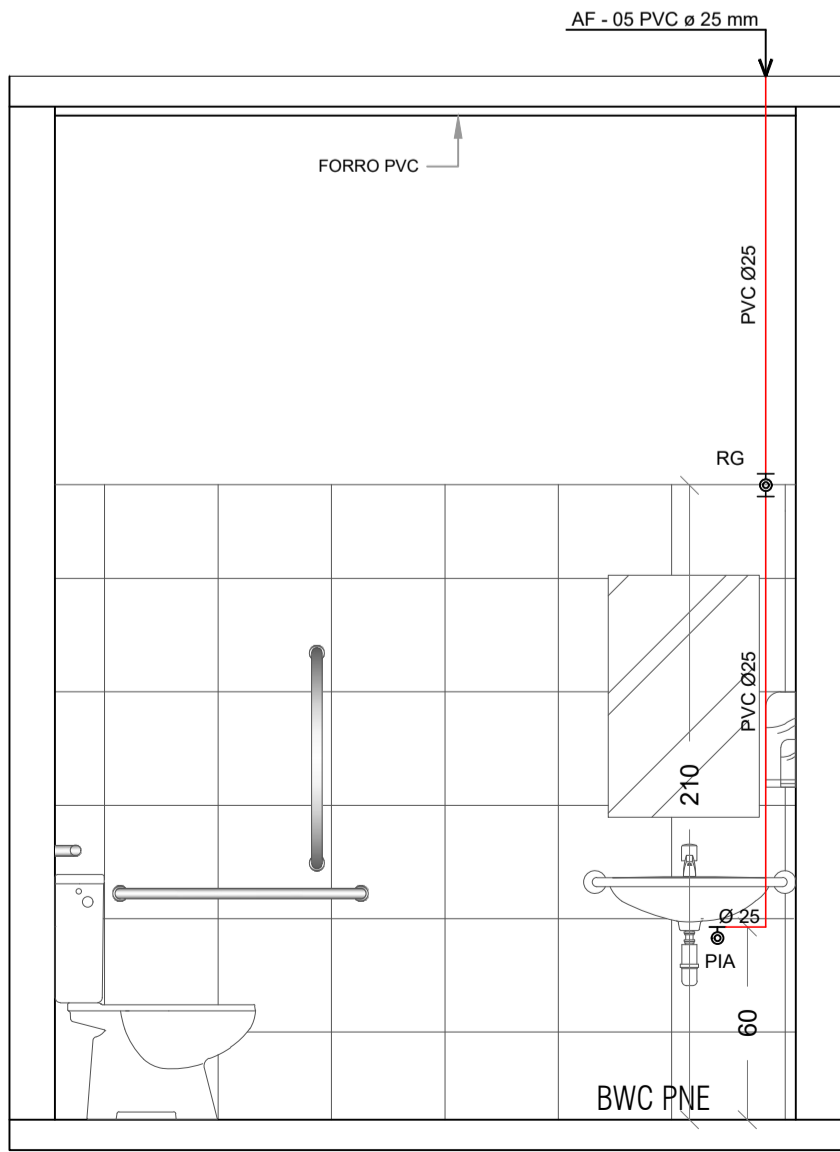 AF - 05 PVC ø 25 mm
FORRO PVC
PVC Ø25
RG
PVC Ø25
210
Ø 25
PIA
60
BWC PNE